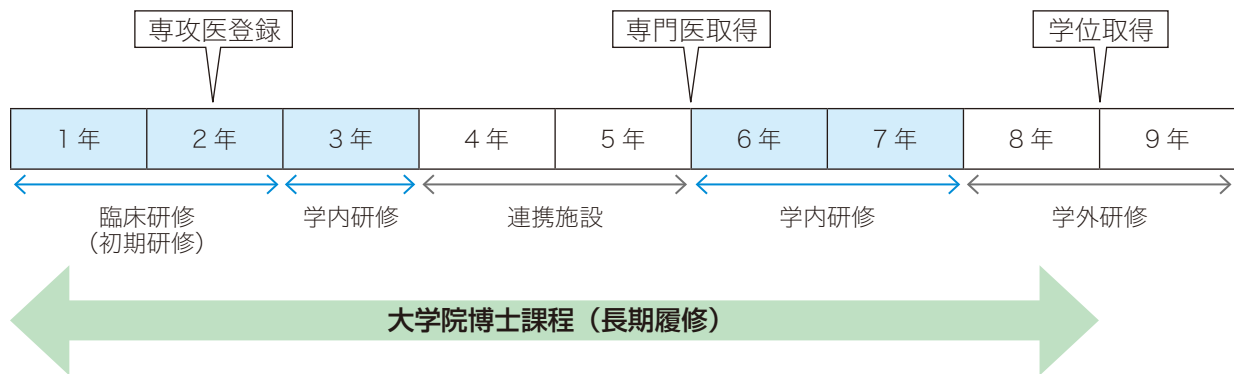 専攻医登録
専門医取得
学位取得
1 年
2 年
3 年
4 年
5 年
6 年
7 年
8 年
9 年
臨床研修
（初期研修）
学内研修
連携施設
学内研修
学外研修
大学院博士課程（長期履修）